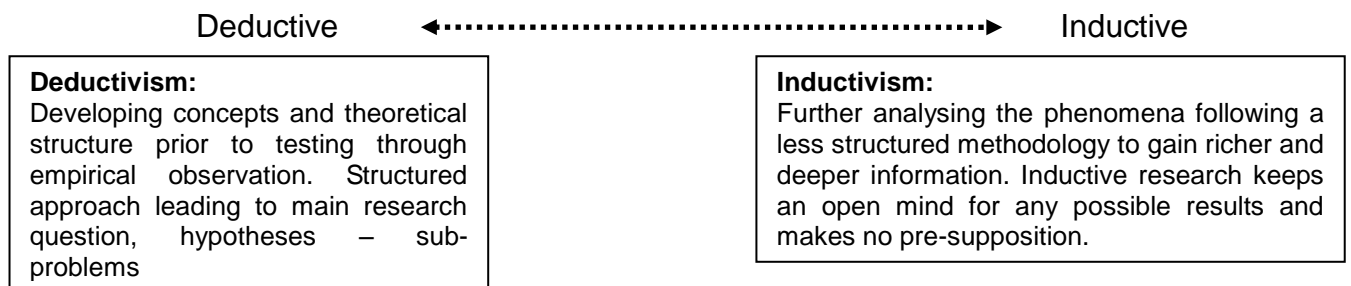 Deductive Inductive
Deductivism:
Developing concepts and theoretical
structure prior to testing through
empirical observation. Structured
approach leading to main research
question, hypotheses – sub-
problems
Inductivism:
Further analysing the phenomena following a
less structured methodology to gain richer and
deeper information. Inductive research keeps
an open mind for any possible results and
makes no pre-supposition.